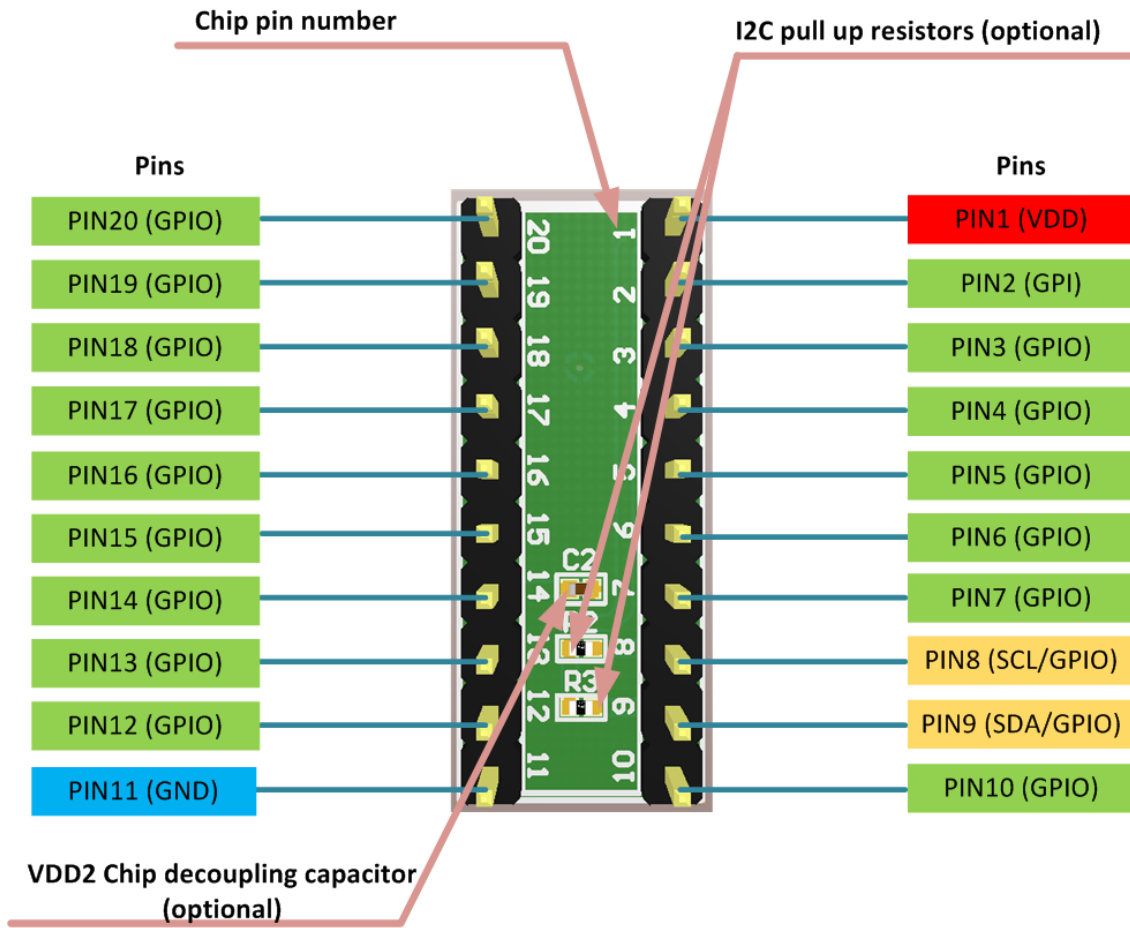 Chip pin number
I2C pull up resistors (optional)
Pins
Pins
PIN20 (GPIO)
PIN1 (VDD)
PIN19 (GPIO)
PIN2 (GPI)
PIN18 (GPIO)
PIN3 (GPIO)
PIN17 (GPIO)
PIN4 (GPIO)
PIN16 (GPIO)
PIN5 (GPIO)
PIN15 (GPIO)
PIN6 (GPIO)
PIN14 (GPIO)
PIN7 (GPIO)
PIN13 (GPIO)
PIN8 (SCL/GPIO)
PIN12 (GPIO)
PIN9 (SDA/GPIO)
PIN11 (GND)
PIN10 (GPIO)
20 1
19 2
18 3
17 4
16 5
15 6
C2
14 7
R2
13 8
R3
12 9
11 10
VDD2 Chip decoupling capacitor
(optional)